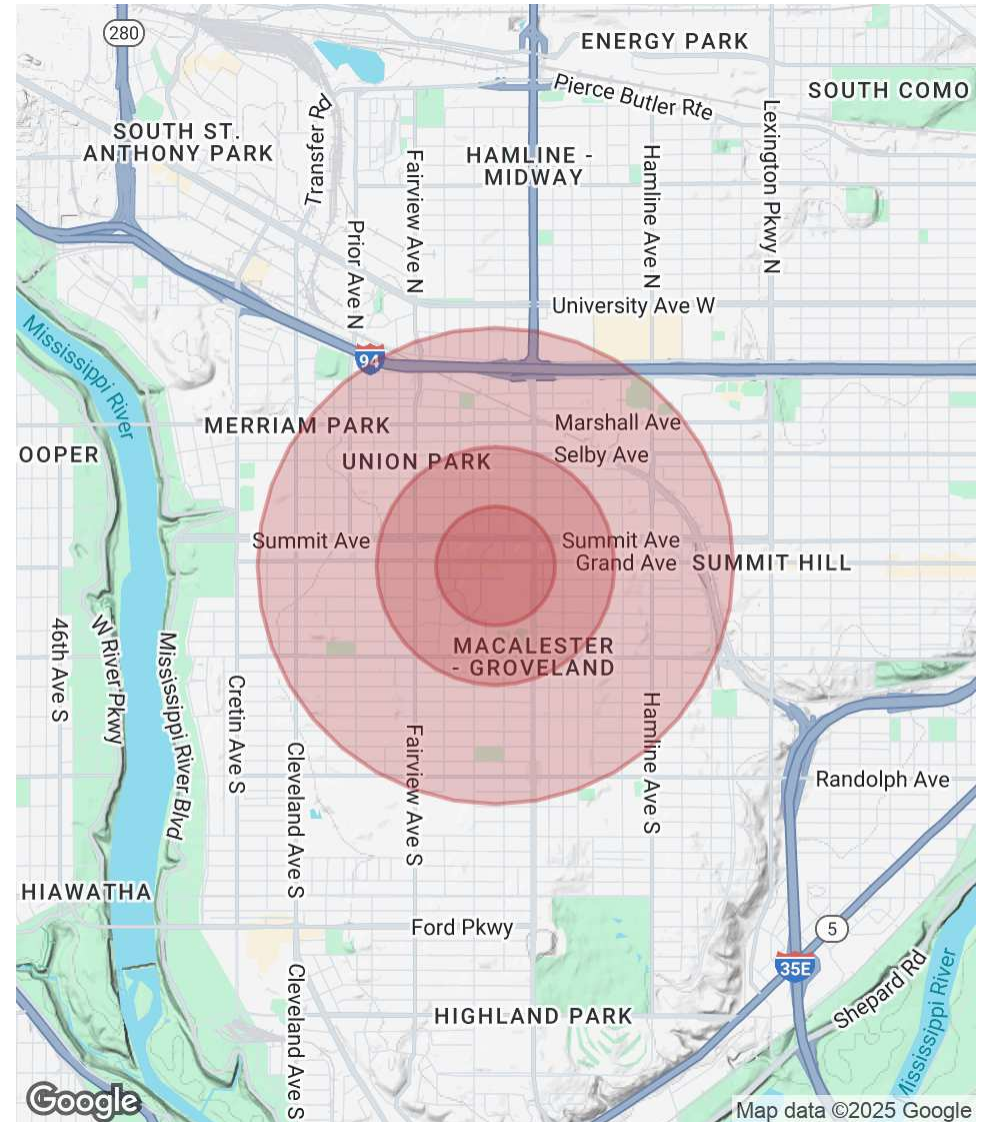 280
ENERGY PARK
Pierce Butler Rte
SOUTH COMO
SOUTH ST.
ANTHONY PARK
Transfer Rd
Fairview Ave N
HAMLINE -
MIDWAY
Hamline Ave N
Lexington Pkwy N
Prior Ave N
University Ave W
Mississippi River
94
MERRIAM PARK
Marshall Ave
OOPER
UNION PARK
Selby Ave
Summit Ave
Summit Ave
Grand Ave
SUMMIT HILL
46th Ave S
W River Pkwy
Mississippi River Blvd
MACALESTER
- GROVELAND
Cretin Ave S
Cleveland Ave S
Fairview Ave S
Hamline Ave S
Randolph Ave
HIAWATHA
Ford Pkwy
5
35E
Shepard Rd
Mississippi River
Cleveland Ave S
HIGHLAND PARK
Google
Map data ©2025 Google